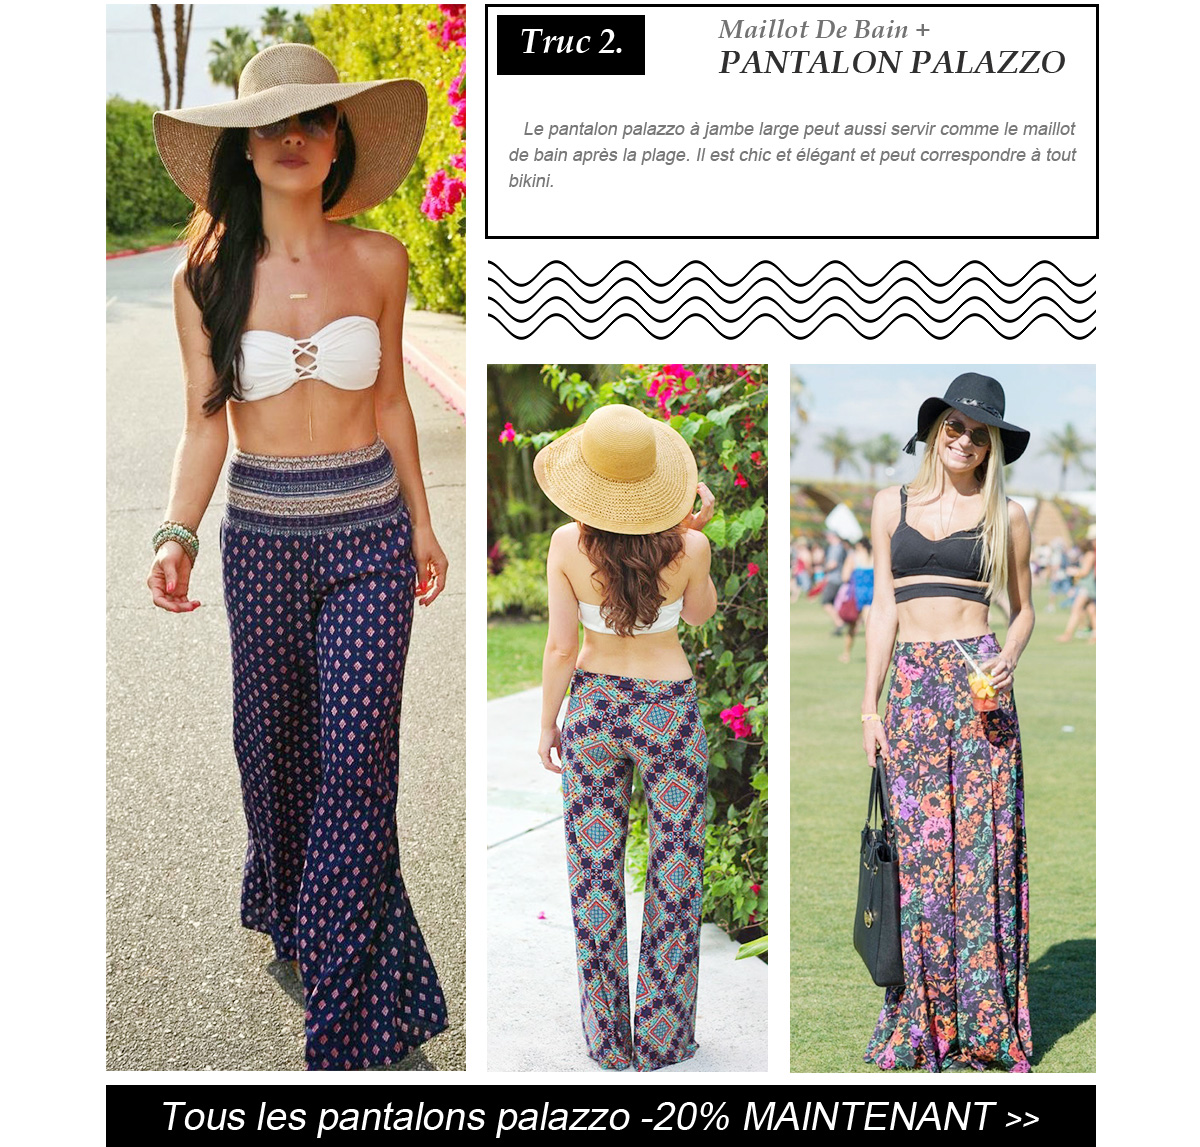 Truc 2.
Maillot De Bain +
PANTALON PALAZZO
Le pantalon palazzo à jambe large peut aussi servir comme le maillot
de bain après la plage. Il est chic et élégant et peut correspondre à tout
bikini.
Tous les pantalons palazzo -20% MAINTENANT >>